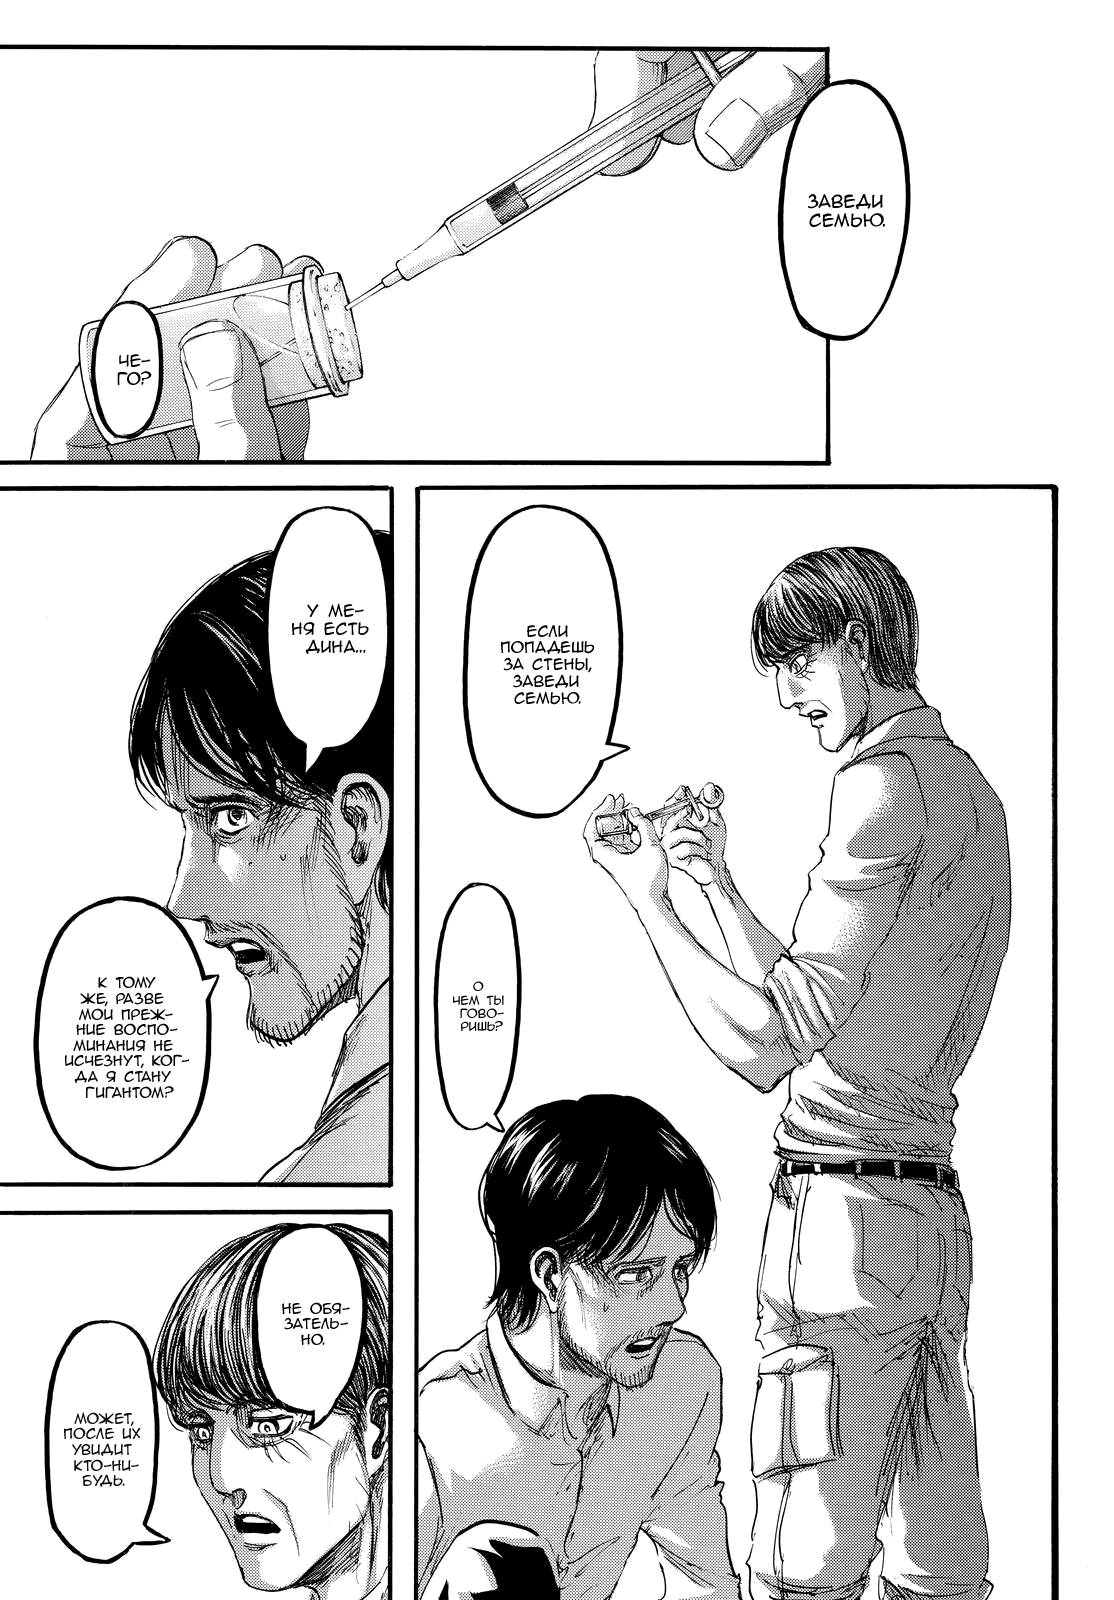 ЗАВЕДИ
СЕМЬЮ.
ЧЕ-
ГО?
ЕСЛИ
ПОПАДЕШЬ
ЗА СТЕНЫ,
ЗАВЕДИ
СЕМЬЮ.
О
ЧЕМ ТЫ
ГОВО-
РИШЬ?
У МЕ-
НЯ ЕСТЬ
ДИНА...
К ТОМУ
ЖЕ, РАЗВЕ
МОИ ПРЕЖ-
НИЕ ВОСПО-
МИНАНИЯ НЕ
ИСЧЕЗНУТ, КОГ-
ДА Я СТАНУ
ГИГАНТОМ?
НЕ ОБЯ-
ЗАТЕЛЬ-
НО.
МОЖЕТ,
ПОСЛЕ ИХ
УВИДИТ
КТО-НИ-
БУДЬ.